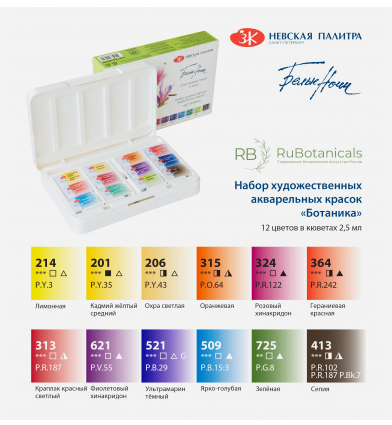 ЗК НЕВСКАЯ ПАЛИТРА
САНКТ-ПЕТЕРБУРГ
Белые Ночи
RB RuBotanicals
Современное ботаническое искусство России
Набор художественных
акварельных красок
«Ботаника»
12 цветов в кюветах 2,5 мл
214 201 206 315 324 364
*** *** *** *** *** ***
P.Y.3 P.Y.35 P.Y.43 P.O.64 P.R.122 P.R.242
Лимонная Кадмий жёлтый средний Охра светлая Оранжевая Розовый хинакридон Гераниевая красная
313 621 521 509 725 413
*** *** *** G *** ** ***
P.R.187 P.V.55 P.B.29 P.B.15:3 P.G.8 P.R.102
P.R.187 P.Bk.7
Краплак красный светлый Фиолетовый хинакридон Ультрамарин тёмный Ярко-голубая Зелёная Сепия